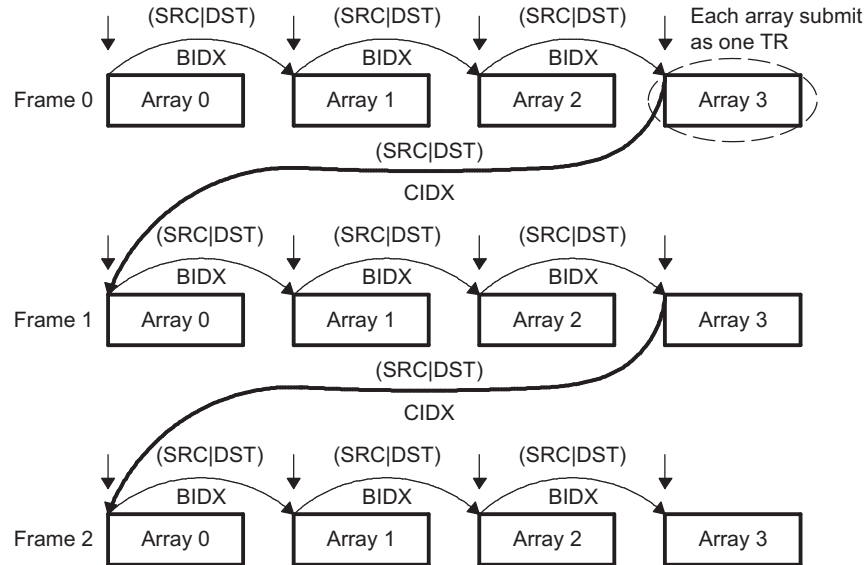 (SRC|DST) (SRC|DST) (SRC|DST) Each array submit
as one TR
BIDX BIDX BIDX
Frame 0 Array 0 Array 1 Array 2 Array 3
(SRC|DST)
CIDX
(SRC|DST) (SRC|DST) (SRC|DST)
BIDX BIDX BIDX
Frame 1 Array 0 Array 1 Array 2 Array 3
(SRC|DST)
CIDX
(SRC|DST) (SRC|DST) (SRC|DST)
BIDX BIDX BIDX
Frame 2 Array 0 Array 1 Array 2 Array 3